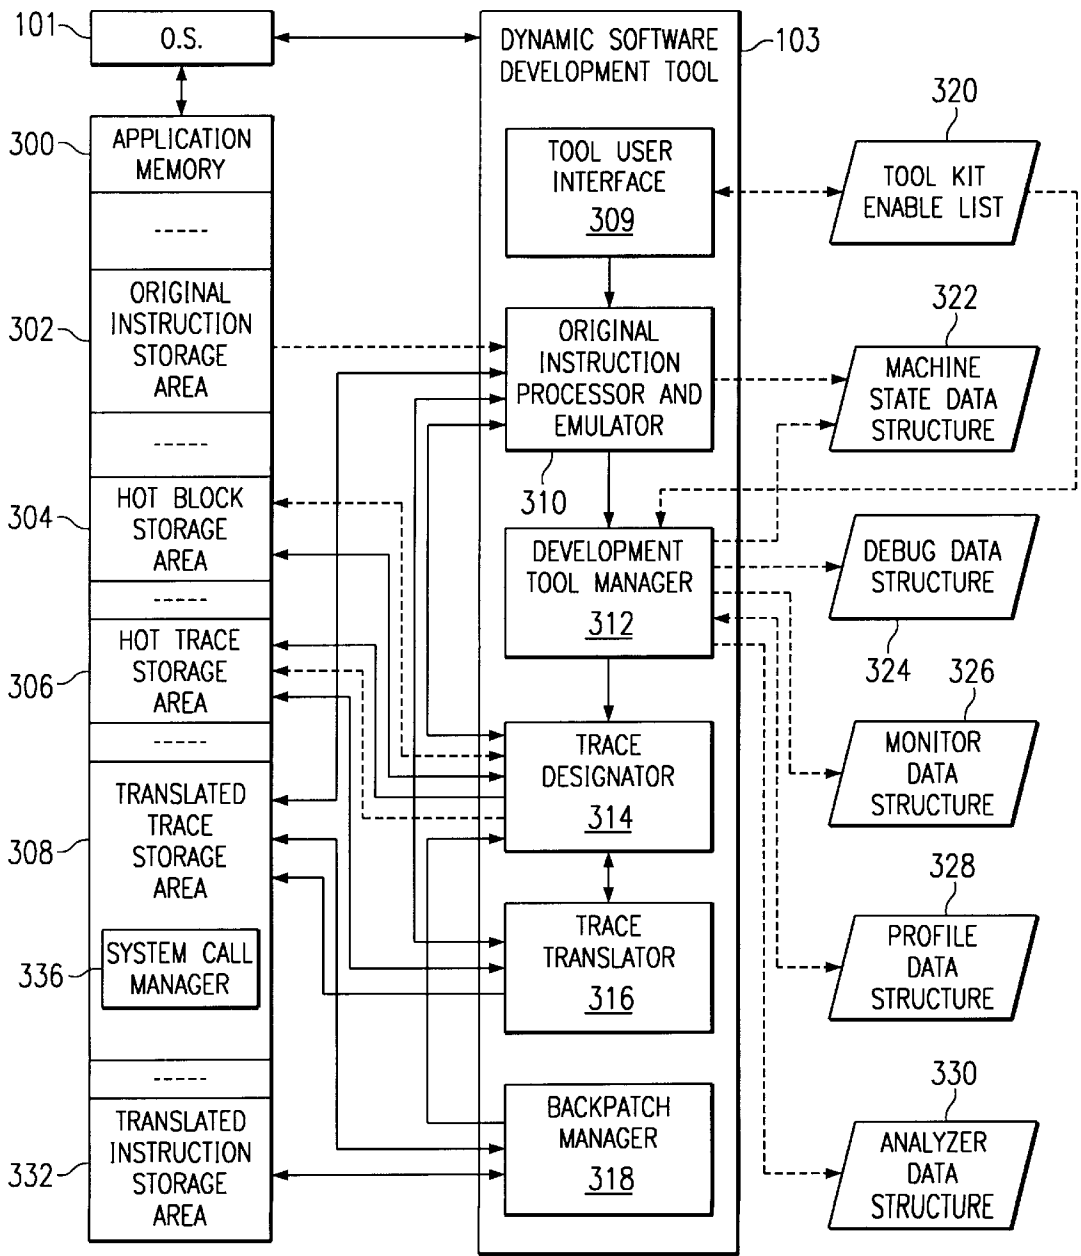 101
O.S.
DYNAMIC SOFTWARE
DEVELOPMENT TOOL
103
300
APPLICATION
MEMORY
302
ORIGINAL
INSTRUCTION
STORAGE
AREA
304
HOT BLOCK
STORAGE
AREA
306
HOT TRACE
STORAGE
AREA
308
TRANSLATED
TRACE
STORAGE
AREA
336
SYSTEM CALL
MANAGER
332
TRANSLATED
INSTRUCTION
STORAGE
AREA
TOOL USER
INTERFACE
309
ORIGINAL
INSTRUCTION
PROCESSOR AND
EMULATOR
310
DEVELOPMENT
TOOL MANAGER
312
TRACE
DESIGNATOR
314
TRACE
TRANSLATOR
316
BACKPATCH
MANAGER
318
320
TOOL KIT
ENABLE LIST
322
MACHINE
STATE DATA
STRUCTURE
DEBUG DATA
STRUCTURE
324
326
MONITOR
DATA
STRUCTURE
328
PROFILE
DATA
STRUCTURE
330
ANALYZER
DATA
STRUCTURE